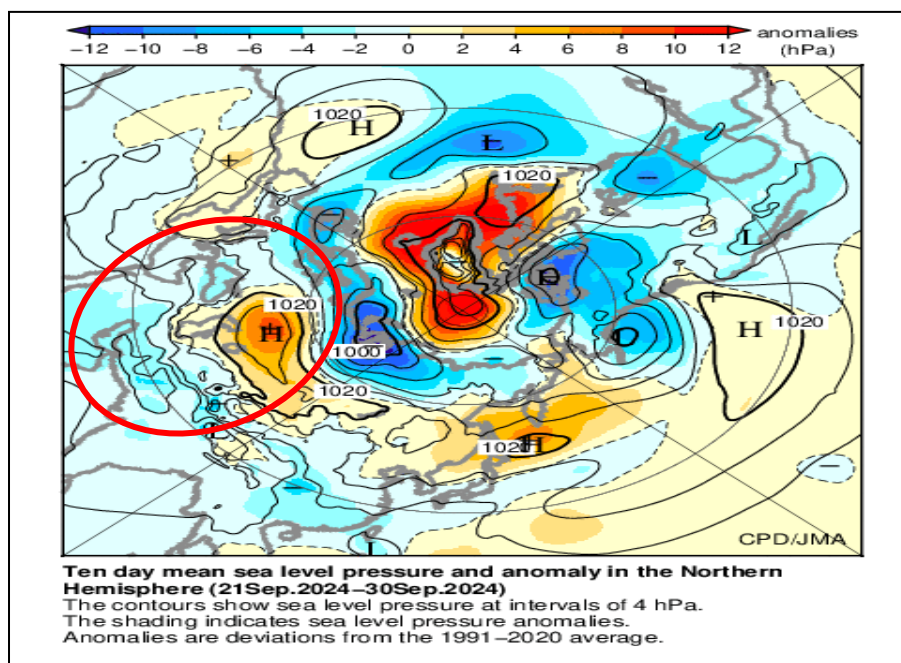 anomalies
−12 −10 −8 −6 −4 −2 0 2 4 6 8 10 12 (hPa)
1020 H
L
1020
L
1020
H
1000
1020
L
H 1020
1020 H
L
CPD/JMA
Ten day mean sea level pressure and anomaly in the Northern
Hemisphere (21Sep.2024−30Sep.2024)
The contours show sea level pressure at intervals of 4 hPa.
The shading indicates sea level pressure anomalies.
Anomalies are deviations from the 1991−2020 average.